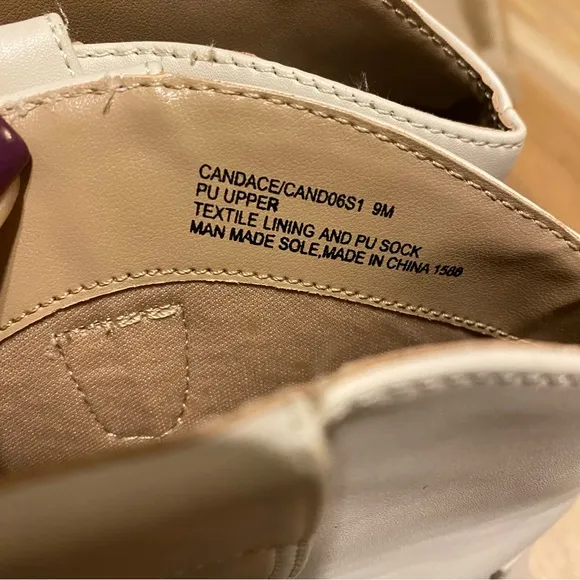 CANDACE/CAND06S1 9M
PU UPPER
TEXTILE LINING AND PU SOCK
MAN MADE SOLE,MADE IN CHINA 1588